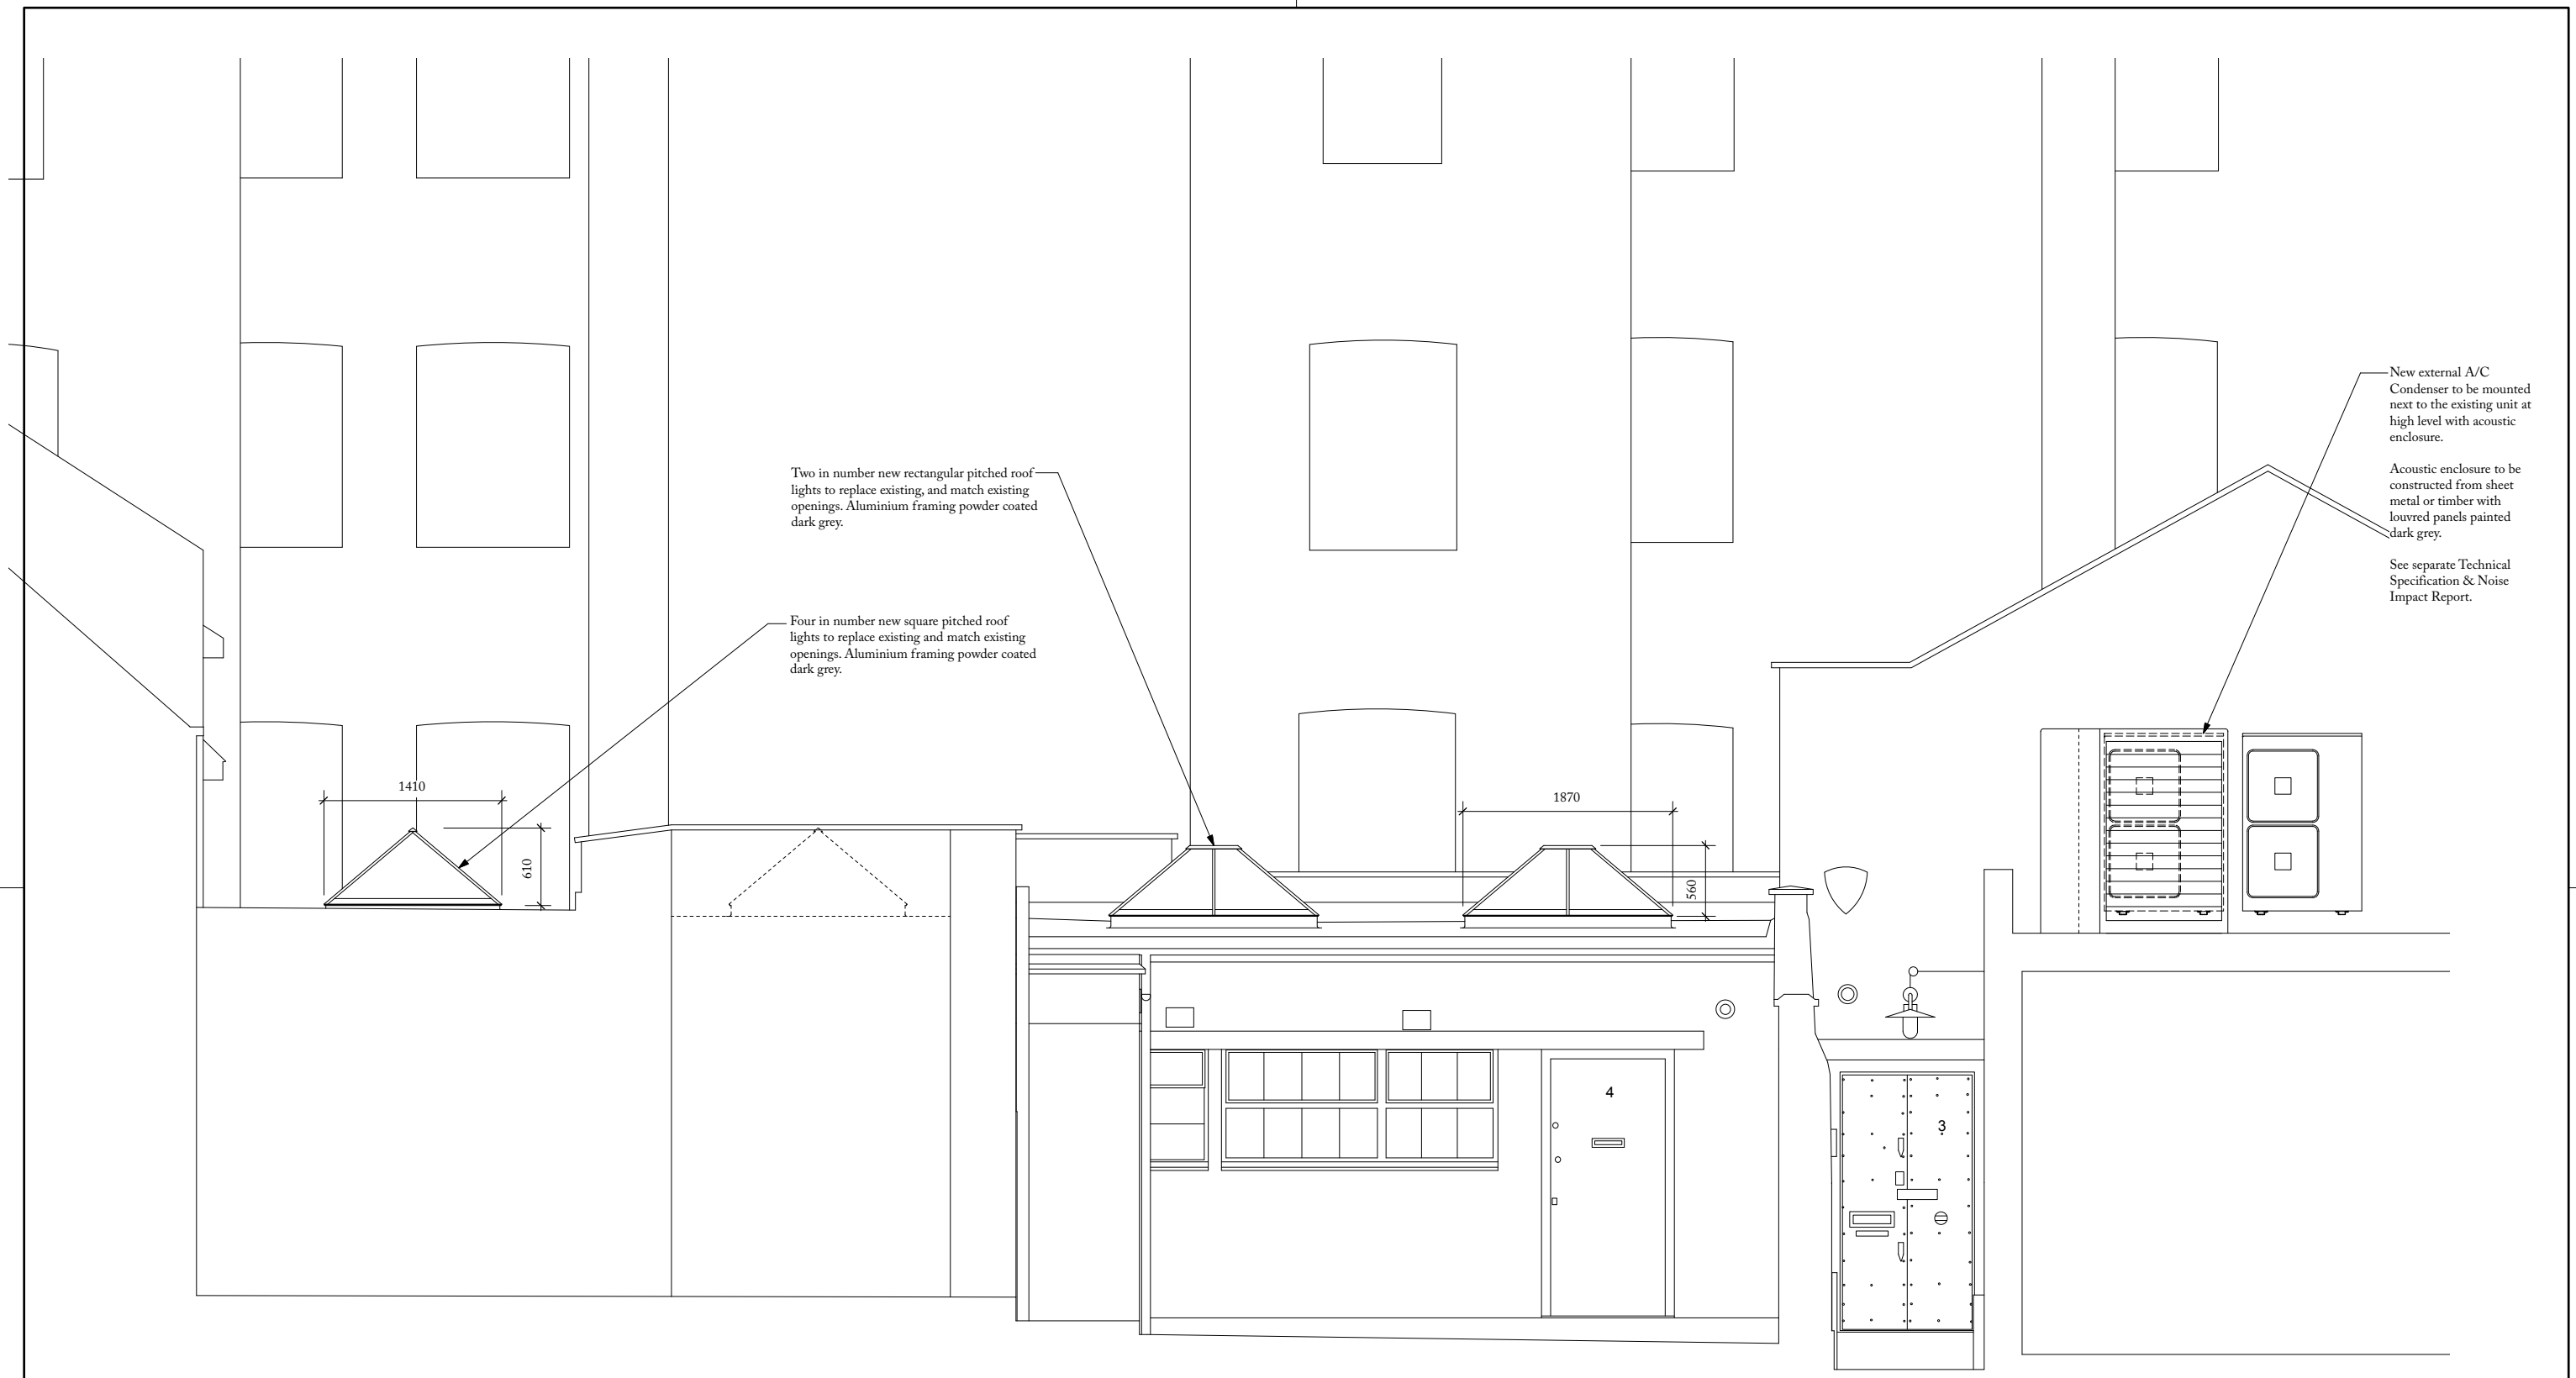 New external A/C
Condenser to be mounted
next to the existing unit at
high level with acoustic
enclosure.
Acoustic enclosure to be
constructed from sheet
metal or timber with
louvred panels painted
dark grey.
See separate Technical
Specification & Noise
Impact Report.
Two in number new rectangular pitched roof
lights to replace existing, and match existing
openings. Aluminium framing powder coated
dark grey.
Four in number new square pitched roof
lights to replace existing and match existing
openings. Aluminium framing powder coated
dark grey.
1410
610
1870
560
4
3